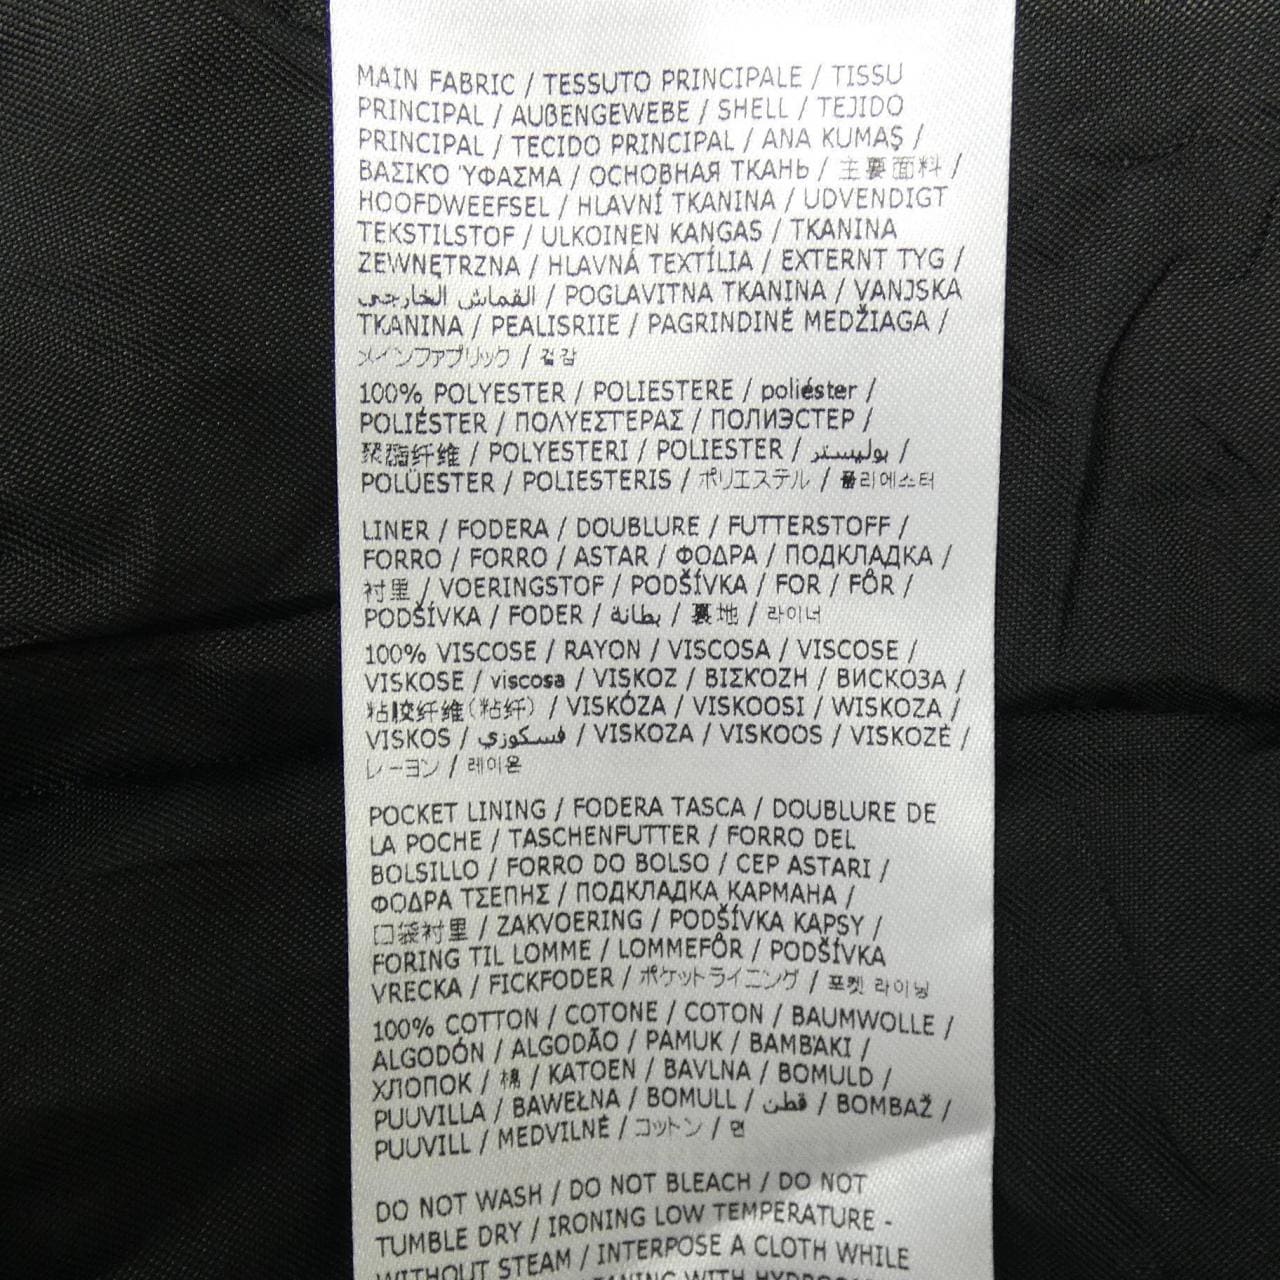 MAIN FABRIC / TESSUTO PRINCIPALE / TISSU
PRINCIPAL / AUßENGEWEBE / SHELL / TEJIDO
PRINCIPAL / TECIDO PRINCIPAL / ANA KUMAŞ /
ΒΑΣΙΚΌ ΎΦΑΣΜΑ / ОСНОВНАЯ ТКАНЬ / 主要面料 /
HOOFDWEEFSEL / HLAVNÍ TKANINA / UDVENDIGT
TEKSTILSTOF / ULKOINEN KANGAS / TKANINA
ZEWNĘTRZNA / HLAVNÁ TEXTÍLIA / EXTERNT TYG /
القماش الخارجي / POGLAVITNA TKANINA / VANJSKA
TKANINA / PEALISRIIE / PAGRINDINĖ MEDŽIAGA /
メインファブリック / 겉감
100% POLYESTER / POLIESTERE / poliéster /
POLIÉSTER / ΠΟΛΥΕΣΤΕΡΑΣ / ПОЛИЭСТЕР /
聚酯纤维 / POLYESTERI / POLIESTER / بوليستر /
POLÜESTER / POLIESTERIS / ポリエステル / 폴리에스터
LINER / FODERA / DOUBLURE / FUTTERSTOFF /
FORRO / FORRO / ASTAR / ΦΟΔΡΑ / ПОДКЛАДКА /
衬里 / VOERINGSTOF / PODŠÍVKA / FOR / FÔR /
PODŠÍVKA / FODER / بطانة / 裏地 / 라이너
100% VISCOSE / RAYON / VISCOSA / VISCOSE /
VISKOSE / viscosa / VISKOZ / ΒΙΣΚΌΖΗ / ВИСКОЗА /
粘胶纤维(粘纤) / VISKÓZA / VISKOOSI / WISKOZA /
VISKOS / فسكوزي / VISKOZA / VISKOOS / VISKOZĖ /
レーヨン / 레이온
POCKET LINING / FODERA TASCA / DOUBLURE DE
LA POCHE / TASCHENFUTTER / FORRO DEL
BOLSILLO / FORRO DO BOLSO / CEP ASTARI /
ΦΟΔΡΑ ΤΣΕΠΗΣ / ПОДКЛАДКА КАРМАНА /
口袋衬里 / ZAKVOERING / PODŠÍVKA KAPSY /
FORING TIL LOMME / LOMMEFÔR / PODŠÍVKA
VRECKA / FICKFODER / ポケットライニング / 포켓 라이닝
100% COTTON / COTONE / COTON / BAUMWOLLE /
ALGODÓN / ALGODÃO / PAMUK / ΒΑΜΒΆΚΙ /
ХЛОПОК / 棉 / KATOEN / BAVLNA / BOMULD /
PUUVILLA / BAWEŁNA / BOMULL / قطن / BOMBAŽ /
PUUVILL / MEDVILNĖ / コットン / 면
DO NOT WASH / DO NOT BLEACH / DO NOT
TUMBLE DRY / IRONING LOW TEMPERATURE -
WITHOUT STEAM / INTERPOSE A CLOTH WHILE